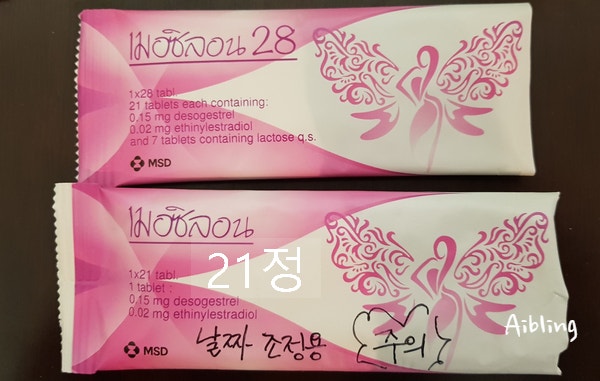 เมอซิลอน 28
1x28 tabl.
21 tablets each containing:
0,15 mg desogestrel
0.02 mg ethinylestradiol
and 7 tablets containing lactose q.s.
MSD
เมอซิลอน
21정
1x21 tabl.
1 tablet :
0,15 mg desogestrel
0.02 mg ethinylestradiol
MSD
날짜 조정용 주의
Aibling